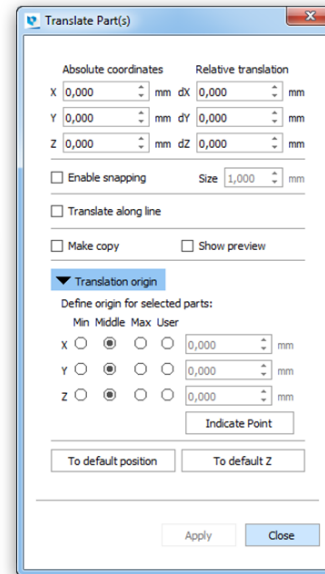 Translate Part(s)
Absolute coordinates Relative translation
X 0,000 mm dX 0,000 mm
Y 0,000 mm dY 0,000 mm
Z 0,000 mm dZ 0,000 mm
Enable snapping Size 1,000 mm
Translate along line
Make copy Show preview
Translation origin
Define origin for selected parts:
Min Middle Max User
X 0,000 mm
Y 0,000 mm
Z 0,000 mm
Indicate Point
To default position To default Z
Apply Close